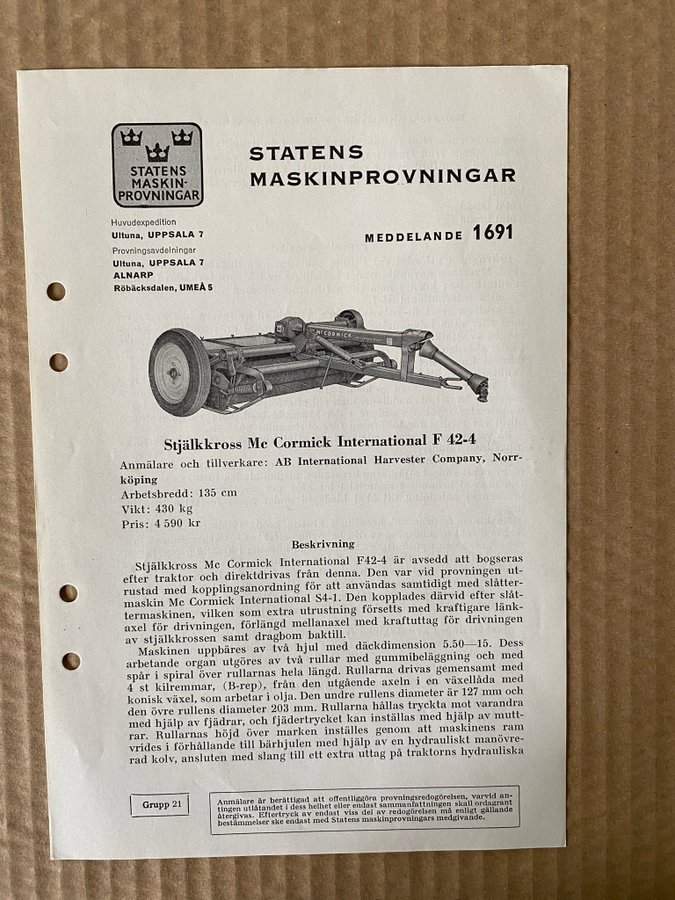 STATENS
MASKIN-
PROVNINGAR
STATENS
MASKINPROVNINGAR
Huvudexpedition
Ultuna, UPPSALA 7
Provningsavdelningar
Ultuna, UPPSALA 7
ALNARP
Röbäcksdalen, UMEÅ 5
MEDDELANDE 1691
MC CORMICK
Stjälkkross Mc Cormick International F 42-4
Anmälare och tillverkare: AB International Harvester Company, Norr-
köping
Arbetsbredd: 135 cm
Vikt: 430 kg
Pris: 4 590 kr
Beskrivning
Stjälkkross Mc Cormick International F42-4 är avsedd att bogseras
efter traktor och direktdrivas från denna. Den var vid provningen ut-
rustad med kopplingsanordning för att användas samtidigt med slåtter-
maskin Mc Cormick International S4-1. Den kopplades därvid efter slåt-
termaskinen, vilken som extra utrustning försetts med kraftigare länk-
axel för drivningen, förlängd mellanaxel med kraftuttag för drivningen
av stjälkkrossen samt dragbom baktill.
Maskinen uppbäres av två hjul med däckdimension 5.50—15. Dess
arbetande organ utgöres av två rullar med gummibeläggning och med
spår i spiral över rullarnas hela längd. Rullarna drivas gemensamt med
4 st kilremmar, (B-rep), från den utgående axeln i en växellåda med
konisk växel, som arbetar i olja. Den undre rullens diameter är 127 mm och
den övre rullens diameter 203 mm. Rullarna hållas tryckta mot varandra
med hjälp av fjädrar, och fjädertrycket kan inställas med hjälp av mutt-
rar. Rullarnas höjd över marken inställes genom att maskinens ram
vrides i förhållande till bärhjulen med hjälp av en hydrauliskt manövre-
rad kolv, ansluten med slang till ett extra uttag på traktorns hydrauliska
Grupp 21
Anmälare är berättigad att offentliggöra provningsredogörelsen, varvid an-
tingen utlåtandet i dess helhet eller endast sammanfattningen skall ordagrant
återgivas. Eftertryck av endast viss del av redogörelsen må enligt gällande
bestämmelser ske endast med Statens maskinprovningars medgivande.